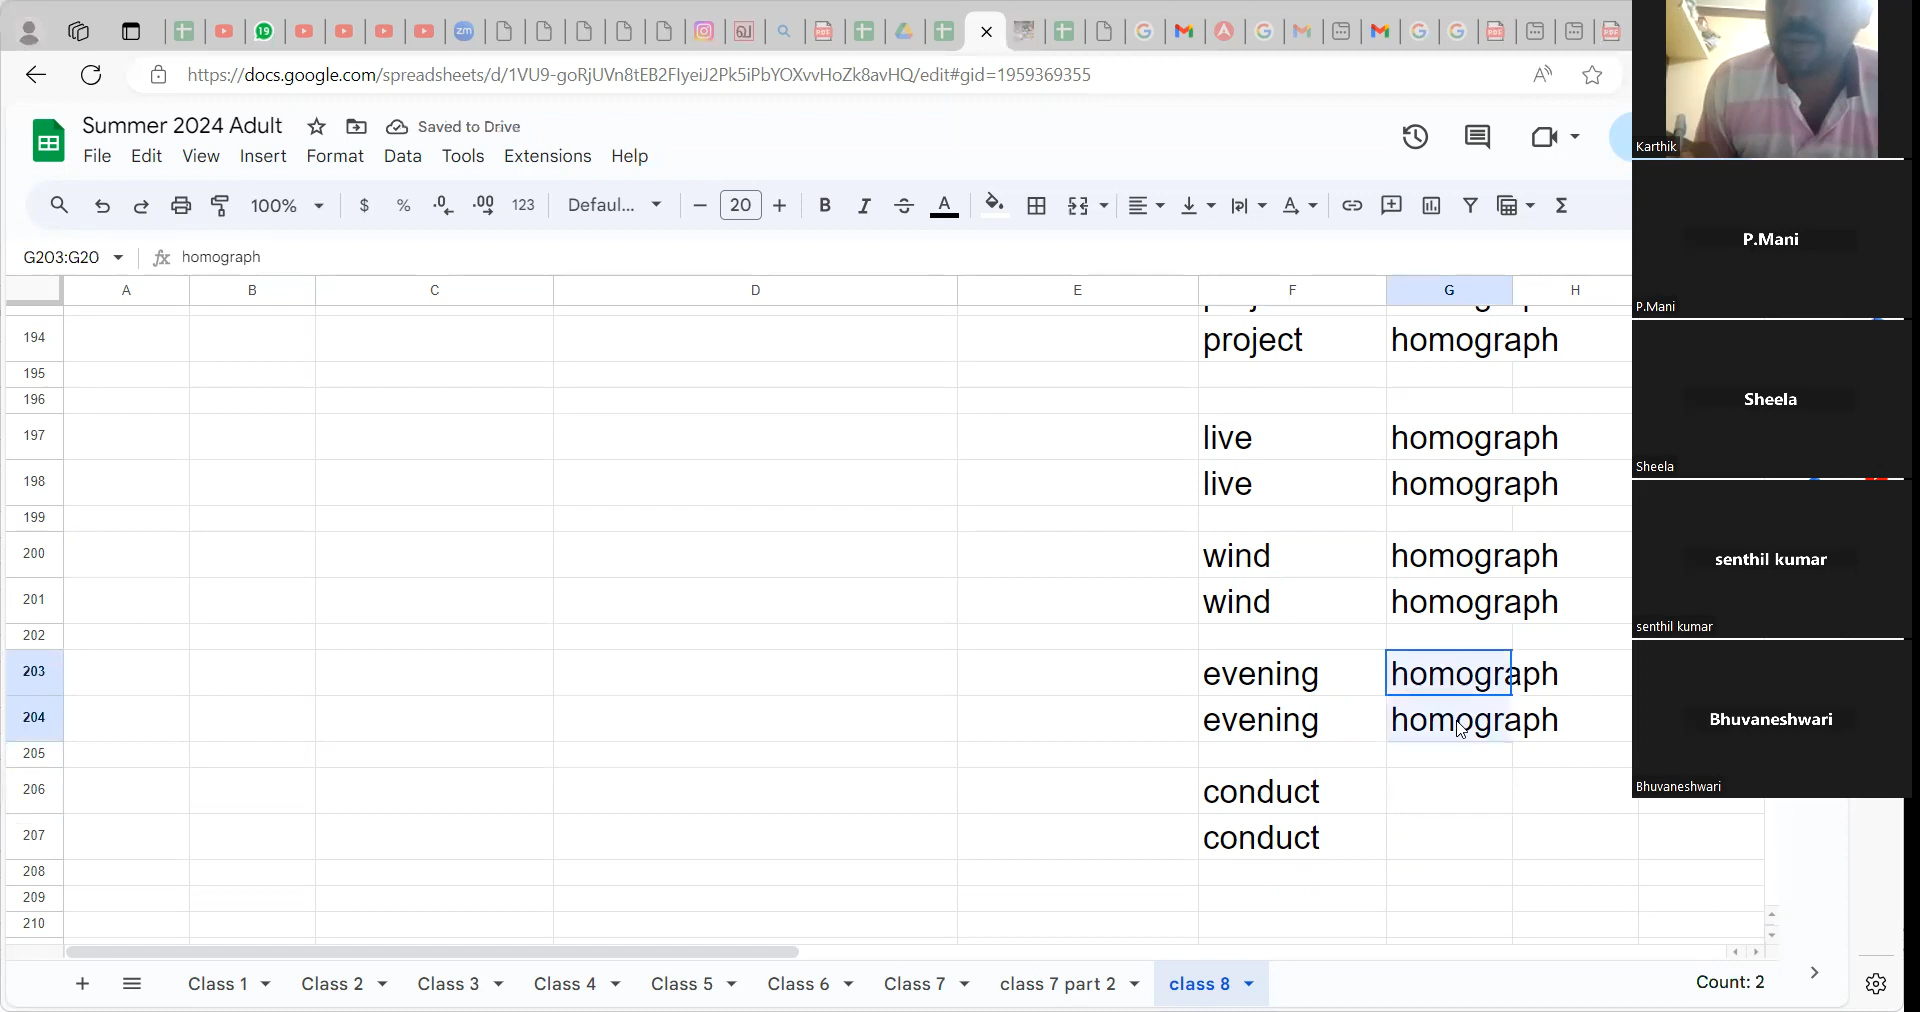 https://docs.google.com/spreadsheets/d/1VU9-goRjUVn8tEB2FIyeiJ2Pk5iPbYOXvvHoZk8avHQ/edit#gid=1959369355
Summer 2024 Adult
Saved to Drive
File Edit View Insert Format Data Tools Extensions Help
100% $ % .0 .00 123 Defaul... 20 B I A
G203:G20 fx homograph
A B C D E F G H
194 project homograph
195
196
197 live homograph
198 live homograph
199
200 wind homograph
201 wind homograph
202
203 evening homograph
204 evening homograph
205
206 conduct
207 conduct
208
209
210
Class 1 Class 2 Class 3 Class 4 Class 5 Class 6 Class 7 class 7 part 2 class 8 Count: 2
Karthik
P.Mani
P.Mani
Sheela
Sheela
senthil kumar
senthil kumar
Bhuvaneshwari
Bhuvaneshwari